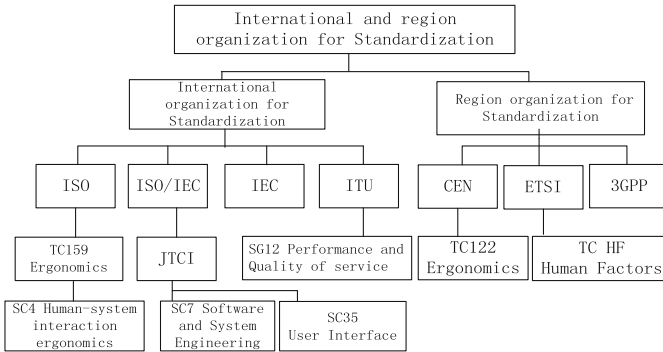 International and region
organization for Standardization
International
organization for
Standardization
Region organization for
Standardization
ISO
ISO/IEC
IEC
ITU
CEN
ETSI
3GPP
TC159
Ergonomics
JTCI
SG12 Performance and
Quality of service
TC122
Ergonomics
TC HF
Human Factors
SC4 Human-system
interaction
ergonomics
SC7 Software
and System
Engineering
SC35
User Interface